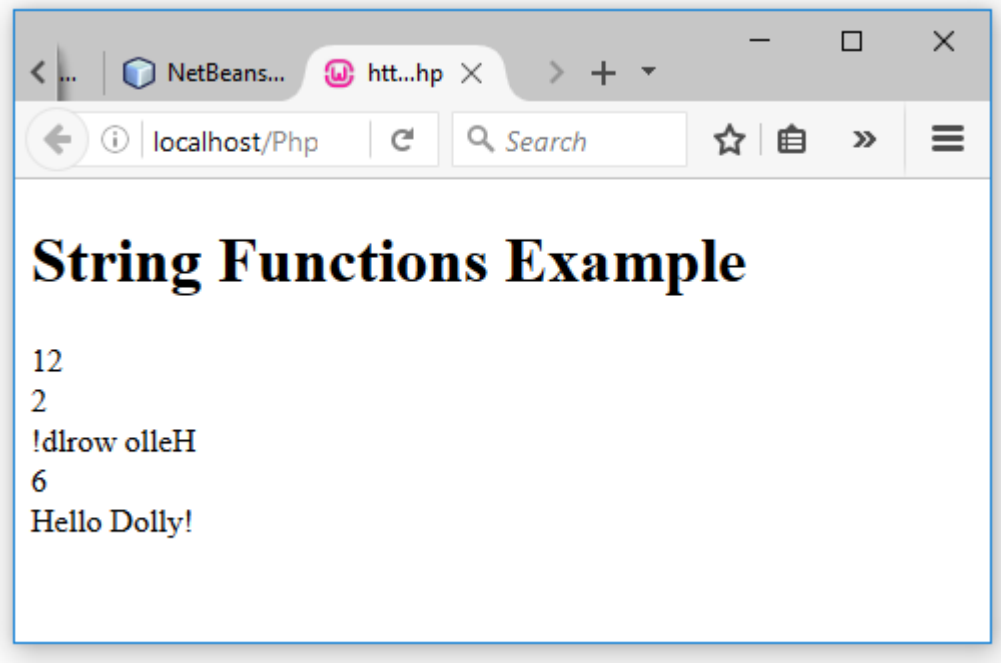 ...
NetBeans...
htt...hp
localhost/Php
Search
String Functions Example
12
2
!dlrow olleH
6
Hello Dolly!